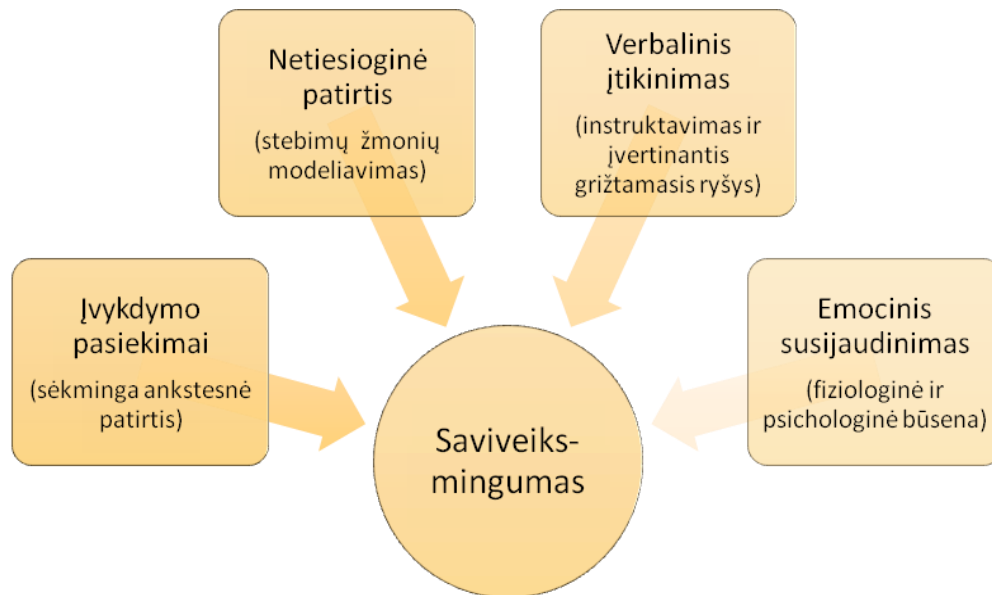 Netiesioginė
patirtis
(stebimų žmonių
modeliavimas)
Verbalinis
įtikinimas
(instruktavimas ir
įvertinantis
grižtamasis ryšys)
Įvykdymo
pasiekimai
(sėkminga ankstesnė
patirtis)
Emocinis
susijaudinimas
(fiziologinė ir
psichologinė būsena)
Saviveiks-
mingumas